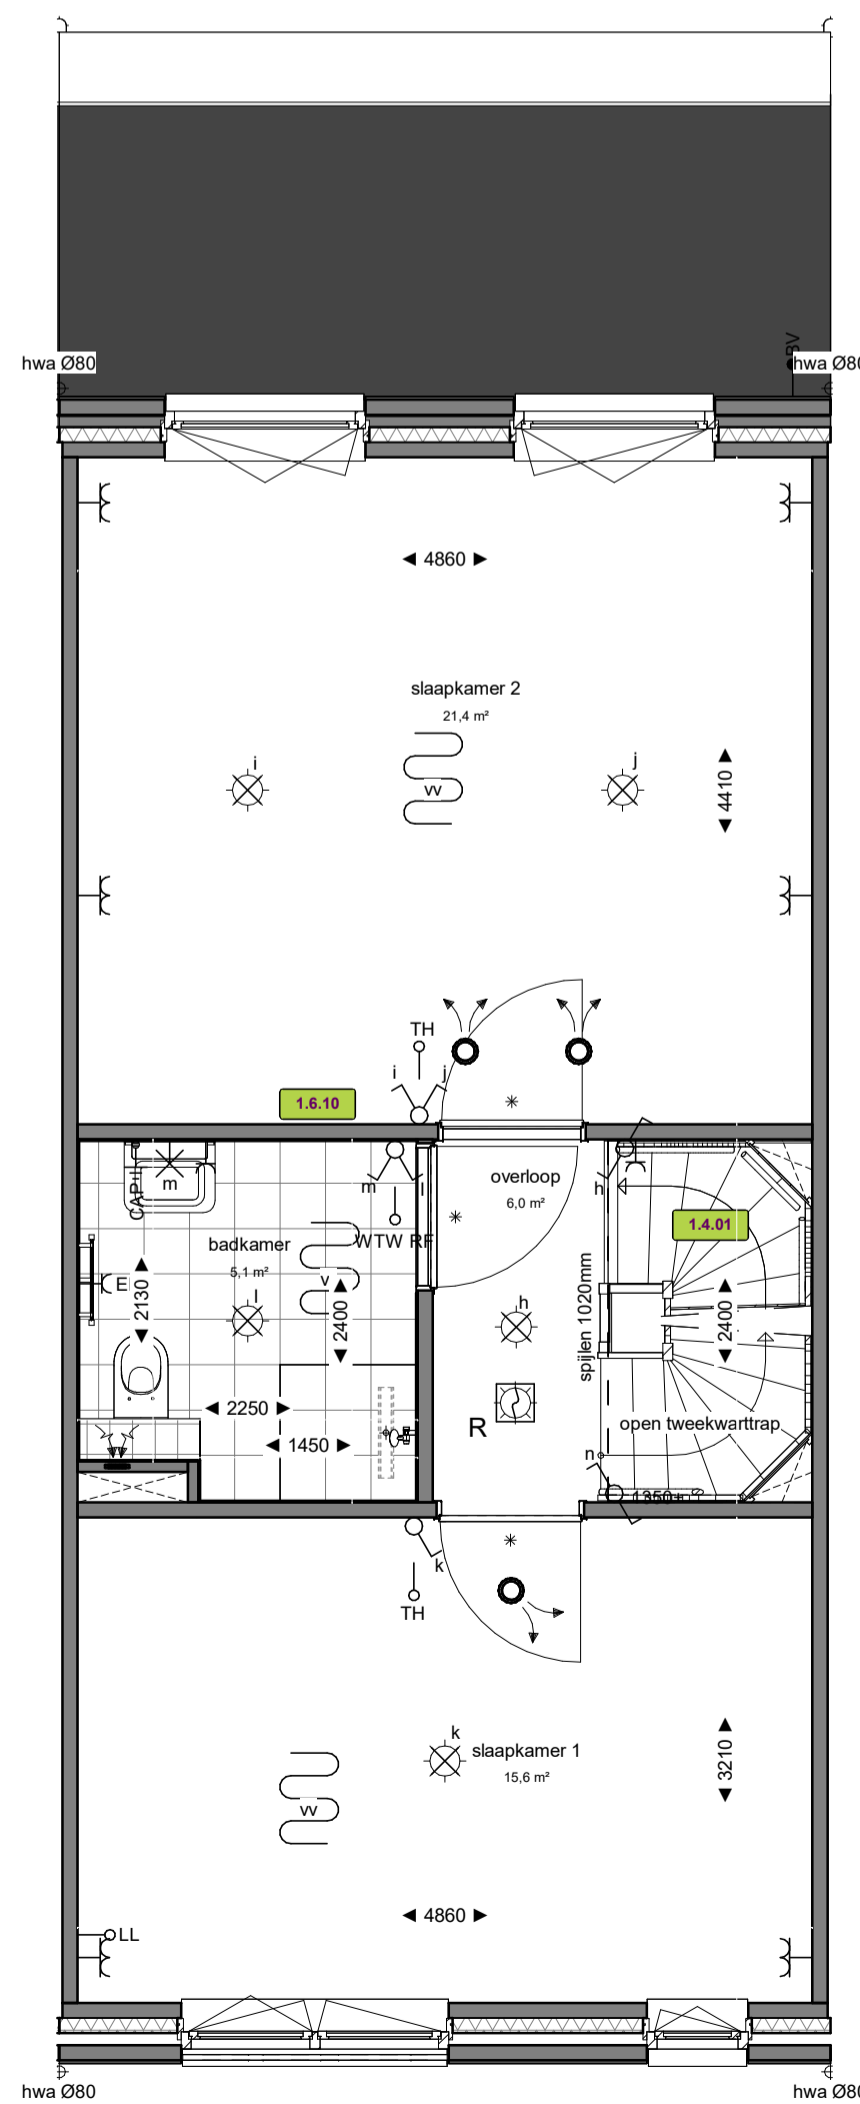 BV
hwa Ø80
hwa Ø80
4860
slaapkamer 2
21,4 m²
i
j
vv
4410
TH
i
j
1.6.10
m
CAP
m
l
WTW RF
badkamer
5,1 m²
v
E
2130
l
2400
2250
1450
overloop
6,0 m²
h
h
R
spijlen 1020mm
1.4.01
2400
open tweekwarttrap
n
1350+
k
TH
k
slaapkamer 1
15,6 m²
vv
3210
4860
LL
hwa Ø80
hwa Ø80